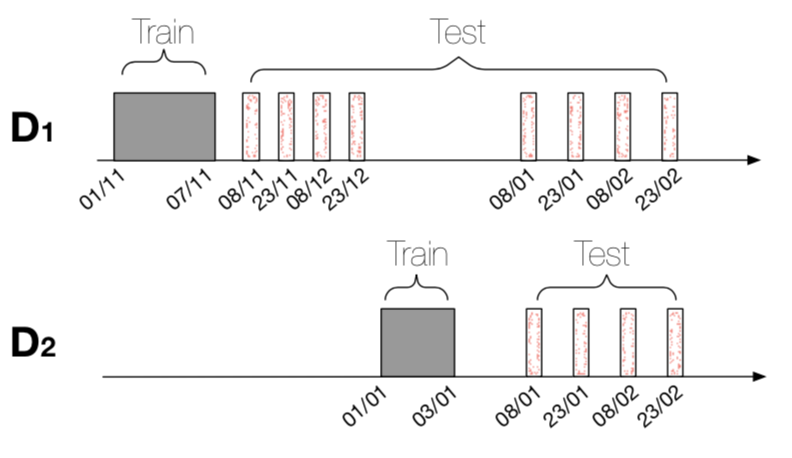 Train Test
D1
01/11 07/11 08/11 23/11 08/12 23/12 08/01 23/01 08/02 23/02
Train Test
D2
01/01 03/01 08/01 23/01 08/02 23/02